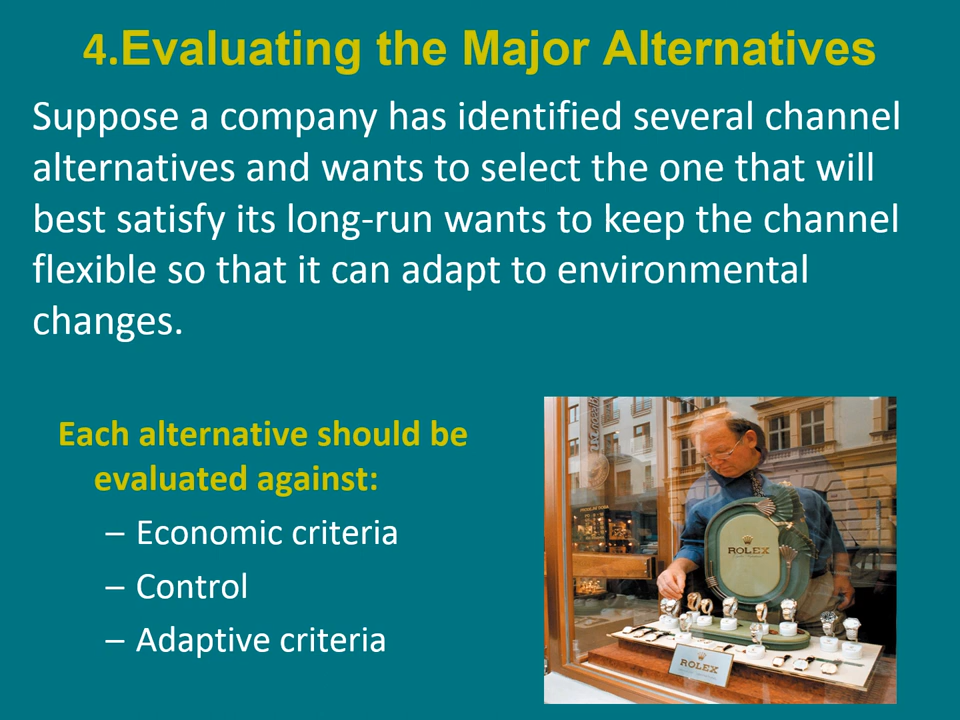 4.Evaluating the Major Alternatives
Suppose a company has identified several channel
alternatives and wants to select the one that will
best satisfy its long-run wants to keep the channel
flexible so that it can adapt to environmental
changes.
Each alternative should be
evaluated against:
– Economic criteria
– Control
– Adaptive criteria
ROLEX
ROLEX